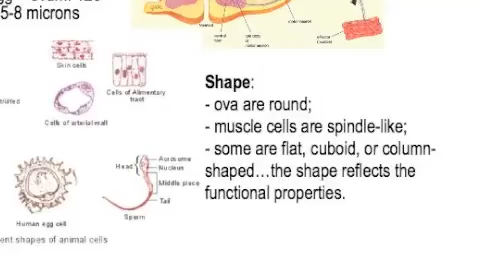 5-8 microns
Skin cells
Cells of Alimentary
tract
Cells of arterial wall
Shape:
- ova are round;
- muscle cells are spindle-like;
- some are flat, cuboid, or column-
shaped…the shape reflects the
functional properties.
Head
Acrosome
Nucleus
Middle piece
Tail
Human egg cell
Sperm
ent shapes of animal cells